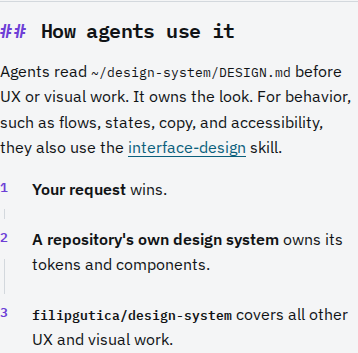 ## How agents use it
Agents read ~/design-system/DESIGN.md before
UX or visual work. It owns the look. For behavior,
such as flows, states, copy, and accessibility,
they also use the interface-design skill.
1 Your request wins.
2 A repository's own design system owns its
tokens and components.
3 filipgutica/design-system covers all other
UX and visual work.